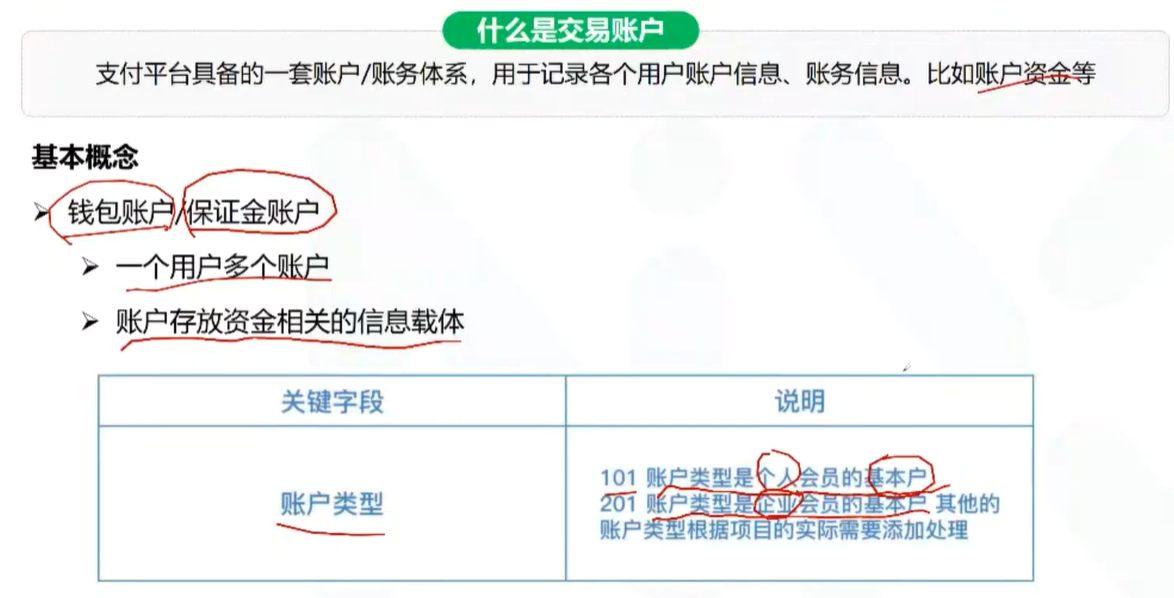 什么是交易账户
支付平台具备的一套账户/账务体系，用于记录各个用户账户信息、账务信息。比如账户资金等
基本概念
钱包账户/保证金账户
一个用户多个账户
账户存放资金相关的信息载体
关键字段
说明
账户类型
101 账户类型是个人会员的基本户
201 账户类型是企业会员的基本户 其他的
账户类型根据项目的实际需要添加处理